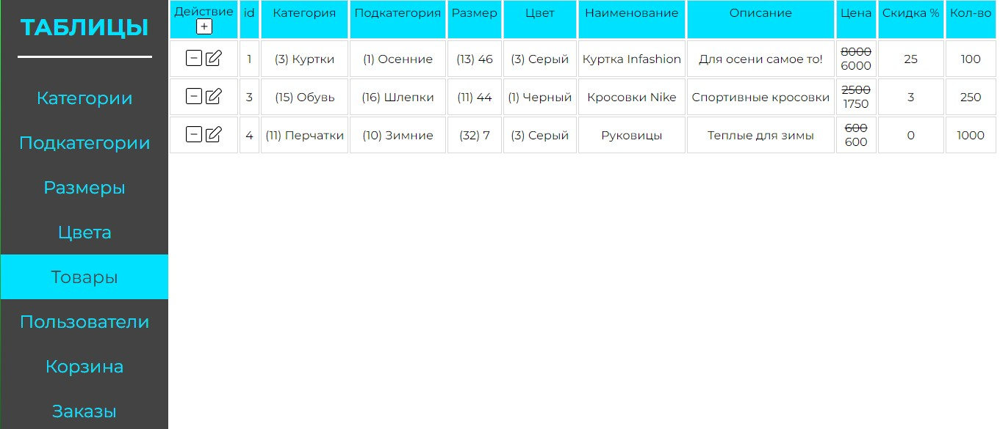 ТАБЛИЦЫ
Категории
Подкатегории
Размеры
Цвета
Товары
Пользователи
Корзина
Заказы
Действие id Категория Подкатегория Размер Цвет Наименование Описание Цена Скидка % Кол-во
1 (3) Куртки (1) Осенние (13) 46 (3) Серый Куртка Infashion Для осени самое то! 8000 6000 25 100
3 (15) Обувь (16) Шлепки (11) 44 (1) Черный Кросовки Nike Спортивные кросовки 2500 1750 3 250
4 (11) Перчатки (10) Зимние (32) 7 (3) Серый Руковицы Теплые для зимы 600 600 0 1000